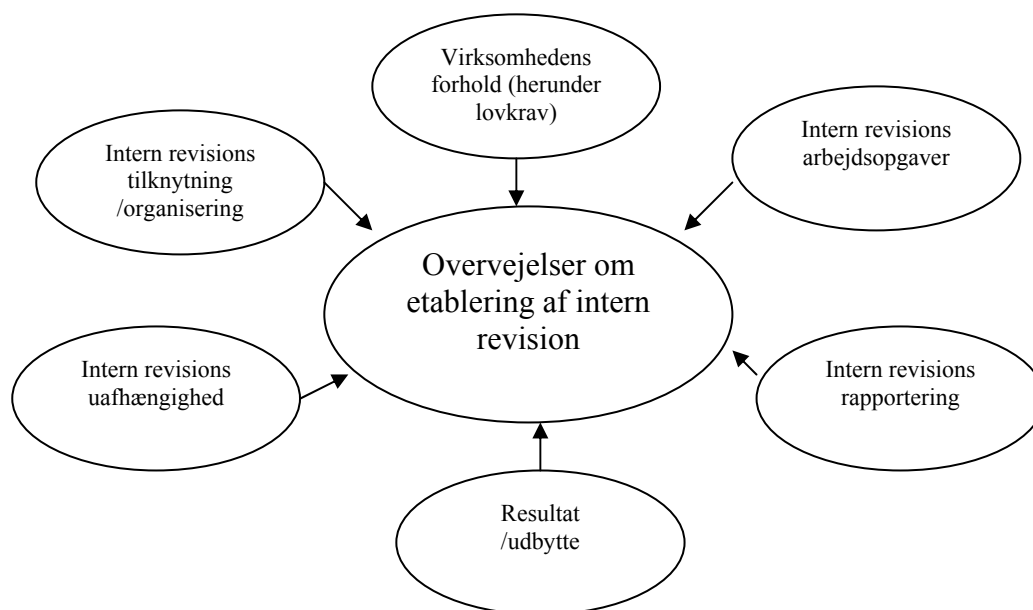 Virksomhedens
forhold (herunder
lovkrav)
Intern revisions
tilknytning
/organisering
Intern revisions
arbejdsopgaver
Overvejelser om
etablering af intern
revision
Intern revisions
uafhængighed
Intern revisions
rapportering
Resultat
/udbytte